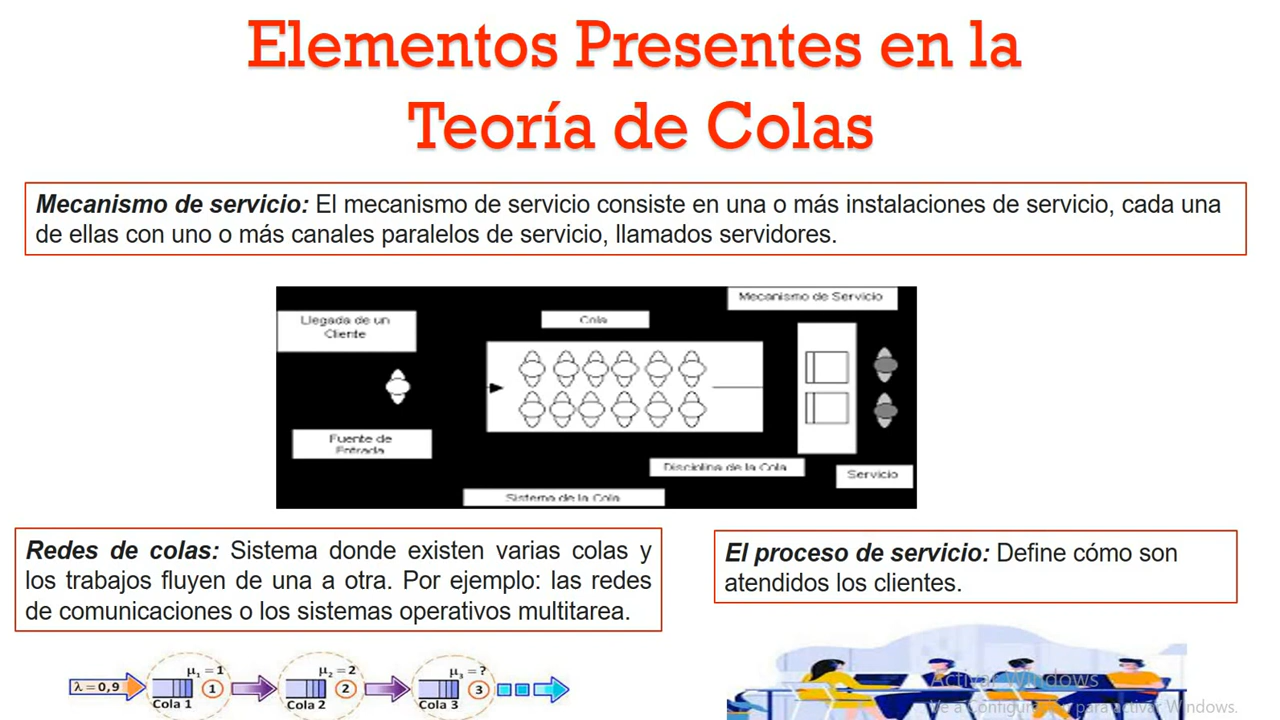 Elementos Presentes en la
Teoría de Colas
Mecanismo de servicio: El mecanismo de servicio consiste en una o más instalaciones de servicio, cada una
de ellas con uno o más canales paralelos de servicio, llamados servidores.
Mecanismo de Servicio
Llegada de un
Cliente
Cola
Fuente de
Entrada
Disciplina de la Cola
Servicio
Sistema de la Cola
Redes de colas: Sistema donde existen varias colas y
los trabajos fluyen de una a otra. Por ejemplo: las redes
de comunicaciones o los sistemas operativos multitarea.
El proceso de servicio: Define cómo son
atendidos los clientes.
λ=0,9
μ₁ =1
1
Cola 1
μ₂ =2
2
Cola 2
μ₃ =?
3
Cola 3
Activar Windows
Ve a Configuración para activar Windows.